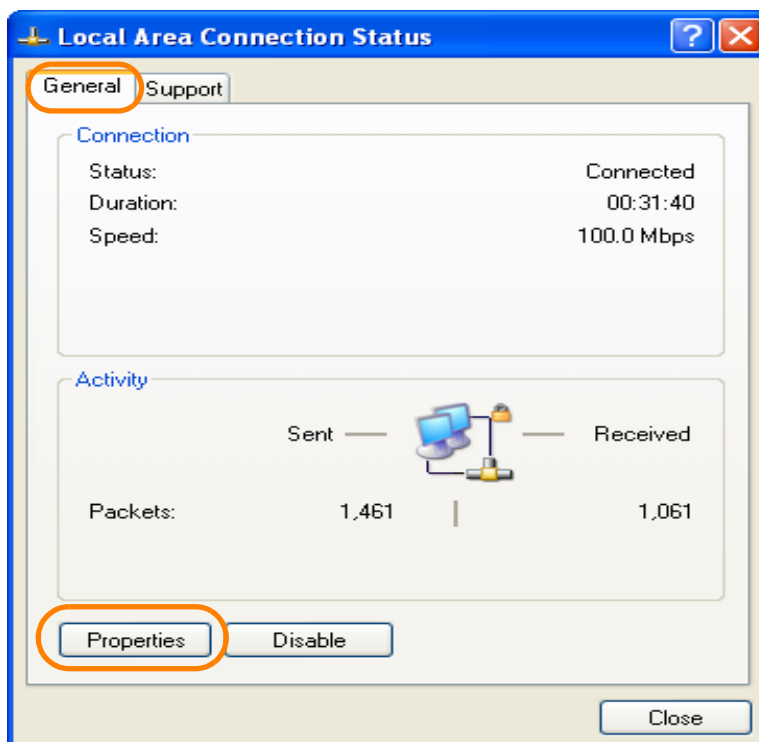 Local Area Connection Status
General Support
Connection
Status: Connected
Duration: 00:31:40
Speed: 100.0 Mbps
Activity
Sent Received
Packets: 1,461 1,061
Properties Disable
Close